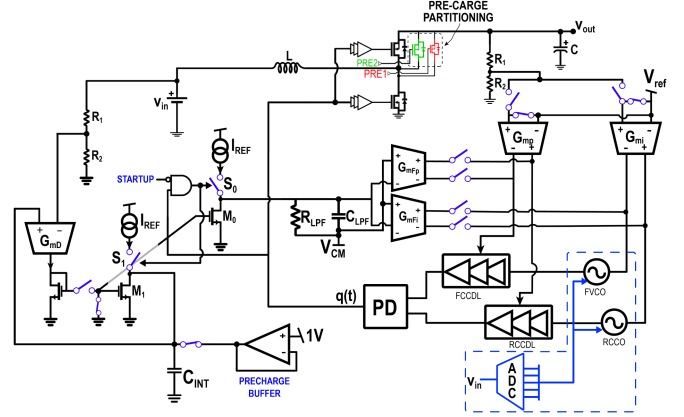 PRE-CARGE
PARTITIONING
Vout
L
PRE2
PRE1
C
R1
R2
Vref
Vin
R1
R2
IREF
STARTUP
S0
M0
Gmp
Gmi
GmFp
GmFi
RLPF
CLPF
VCM
GmD
IREF
S1
M1
q(t)
PD
FCCDL
FVCO
RCCDL
RCCO
1V
CINT
PRECHARGE
BUFFER
Vin
A
D
C